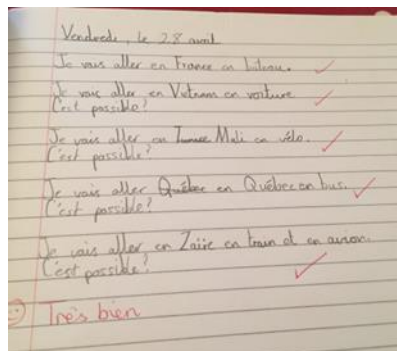 Vendredi, le 28 avril
Je vais aller en France en bateau.
Je vais aller en Vietnam en voiture
C'est possible?
Je vais aller en Mali en vélo.
C'est possible?
Je vais aller Québec en Québec en bus.
C'est possible?
Je vais aller en Zaïre en train et en avion.
C'est possible?
Très bien